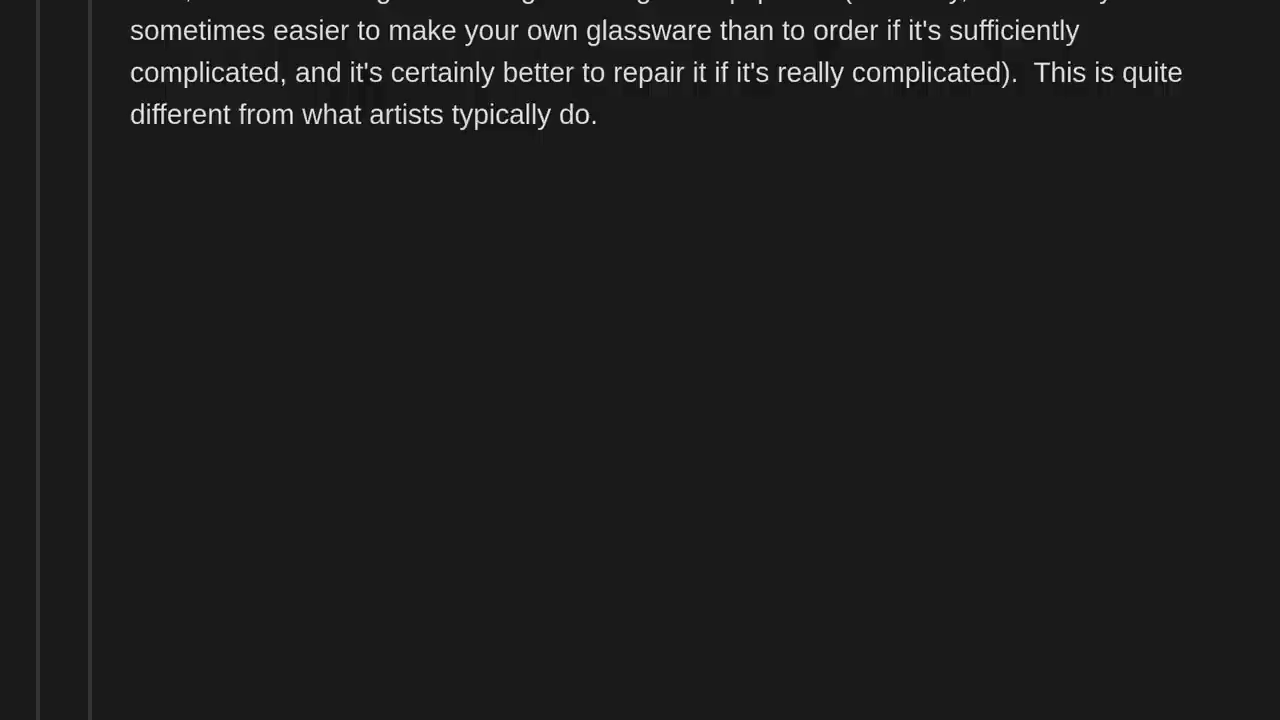 sometimes easier to make your own glassware than to order if it's sufficiently
complicated, and it's certainly better to repair it if it's really complicated).  This is quite
different from what artists typically do.